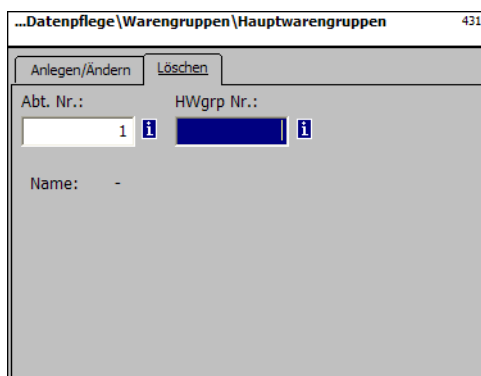 ...Datenpflege\Warengruppen\Hauptwarengruppen 431
Anlegen/Ändern Löschen
Abt. Nr.: HWgrp Nr.:
1 i i
Name: -